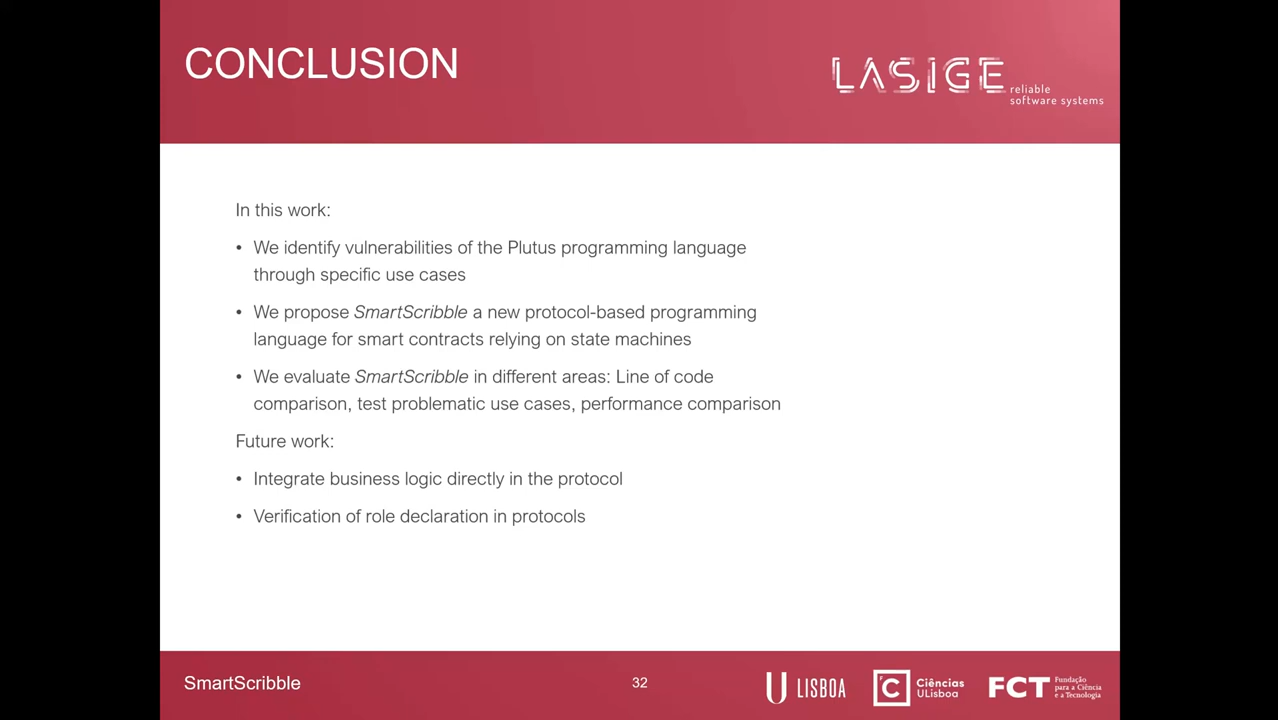 CONCLUSION
LASIGE
reliable
software systems
In this work:
• We identify vulnerabilities of the Plutus programming language
through specific use cases
• We propose SmartScribble a new protocol-based programming
language for smart contracts relying on state machines
• We evaluate SmartScribble in different areas: Line of code
comparison, test problematic use cases, performance comparison
Future work:
• Integrate business logic directly in the protocol
• Verification of role declaration in protocols
SmartScribble
32
U LISBOA
C Ciências
ULisboa
FCT Fundação
para a Ciência
e a Tecnologia